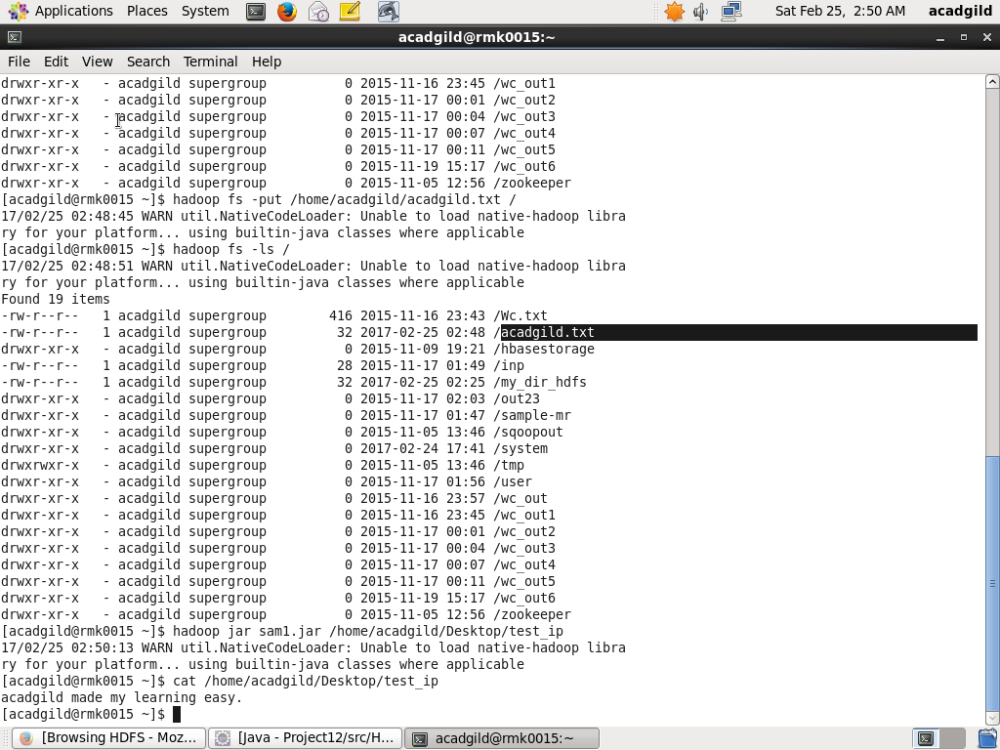 Applications Places System Sat Feb 25, 2:50 AM acadgild
acadgild@rmk0015:~
File Edit View Search Terminal Help
drwxr-xr-x   - acadgild supergroup          0 2015-11-16 23:45 /wc_out1
drwxr-xr-x   - acadgild supergroup          0 2015-11-17 00:01 /wc_out2
drwxr-xr-x   - acadgild supergroup          0 2015-11-17 00:04 /wc_out3
drwxr-xr-x   - acadgild supergroup          0 2015-11-17 00:07 /wc_out4
drwxr-xr-x   - acadgild supergroup          0 2015-11-17 00:11 /wc_out5
drwxr-xr-x   - acadgild supergroup          0 2015-11-19 15:17 /wc_out6
drwxr-xr-x   - acadgild supergroup          0 2015-11-05 12:56 /zookeeper
[acadgild@rmk0015 ~]$ hadoop fs -put /home/acadgild/acadgild.txt /
17/02/25 02:48:45 WARN util.NativeCodeLoader: Unable to load native-hadoop libra
ry for your platform... using builtin-java classes where applicable
[acadgild@rmk0015 ~]$ hadoop fs -ls /
17/02/25 02:48:51 WARN util.NativeCodeLoader: Unable to load native-hadoop libra
ry for your platform... using builtin-java classes where applicable
Found 19 items
-rw-r--r--   1 acadgild supergroup        416 2015-11-16 23:43 /Wc.txt
-rw-r--r--   1 acadgild supergroup         32 2017-02-25 02:48 /acadgild.txt
drwxr-xr-x   - acadgild supergroup          0 2015-11-09 19:21 /hbasestorage
-rw-r--r--   1 acadgild supergroup         28 2015-11-17 01:49 /inp
-rw-r--r--   1 acadgild supergroup         32 2017-02-25 02:25 /my_dir_hdfs
drwxr-xr-x   - acadgild supergroup          0 2015-11-17 02:03 /out23
drwxr-xr-x   - acadgild supergroup          0 2015-11-17 01:47 /sample-mr
drwxr-xr-x   - acadgild supergroup          0 2015-11-05 13:46 /sqoopout
drwxr-xr-x   - acadgild supergroup          0 2017-02-24 17:41 /system
drwxrwxr-x   - acadgild supergroup          0 2015-11-05 13:46 /tmp
drwxr-xr-x   - acadgild supergroup          0 2015-11-17 01:56 /user
drwxr-xr-x   - acadgild supergroup          0 2015-11-16 23:57 /wc_out
drwxr-xr-x   - acadgild supergroup          0 2015-11-16 23:45 /wc_out1
drwxr-xr-x   - acadgild supergroup          0 2015-11-17 00:01 /wc_out2
drwxr-xr-x   - acadgild supergroup          0 2015-11-17 00:04 /wc_out3
drwxr-xr-x   - acadgild supergroup          0 2015-11-17 00:07 /wc_out4
drwxr-xr-x   - acadgild supergroup          0 2015-11-17 00:11 /wc_out5
drwxr-xr-x   - acadgild supergroup          0 2015-11-19 15:17 /wc_out6
drwxr-xr-x   - acadgild supergroup          0 2015-11-05 12:56 /zookeeper
[acadgild@rmk0015 ~]$ hadoop jar sam1.jar /home/acadgild/Desktop/test_ip
17/02/25 02:50:13 WARN util.NativeCodeLoader: Unable to load native-hadoop libra
ry for your platform... using builtin-java classes where applicable
[acadgild@rmk0015 ~]$ cat /home/acadgild/Desktop/test_ip
acadgild made my learning easy.
[acadgild@rmk0015 ~]$
[Browsing HDFS - Moz... [Java - Project12/src/H... acadgild@rmk0015:~